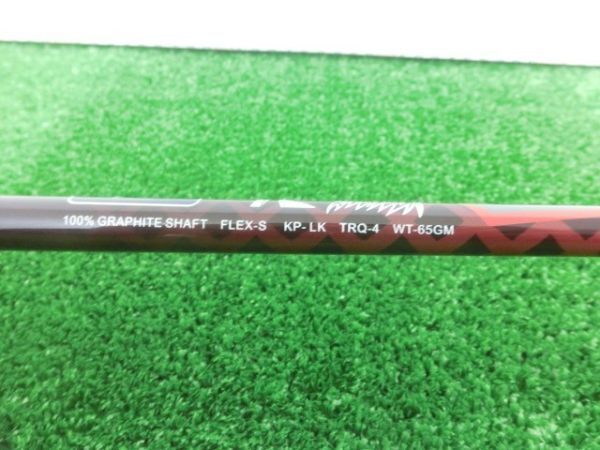 100% GRAPHITE SHAFT FLEX-S KP- LK TRQ-4 WT-65GM